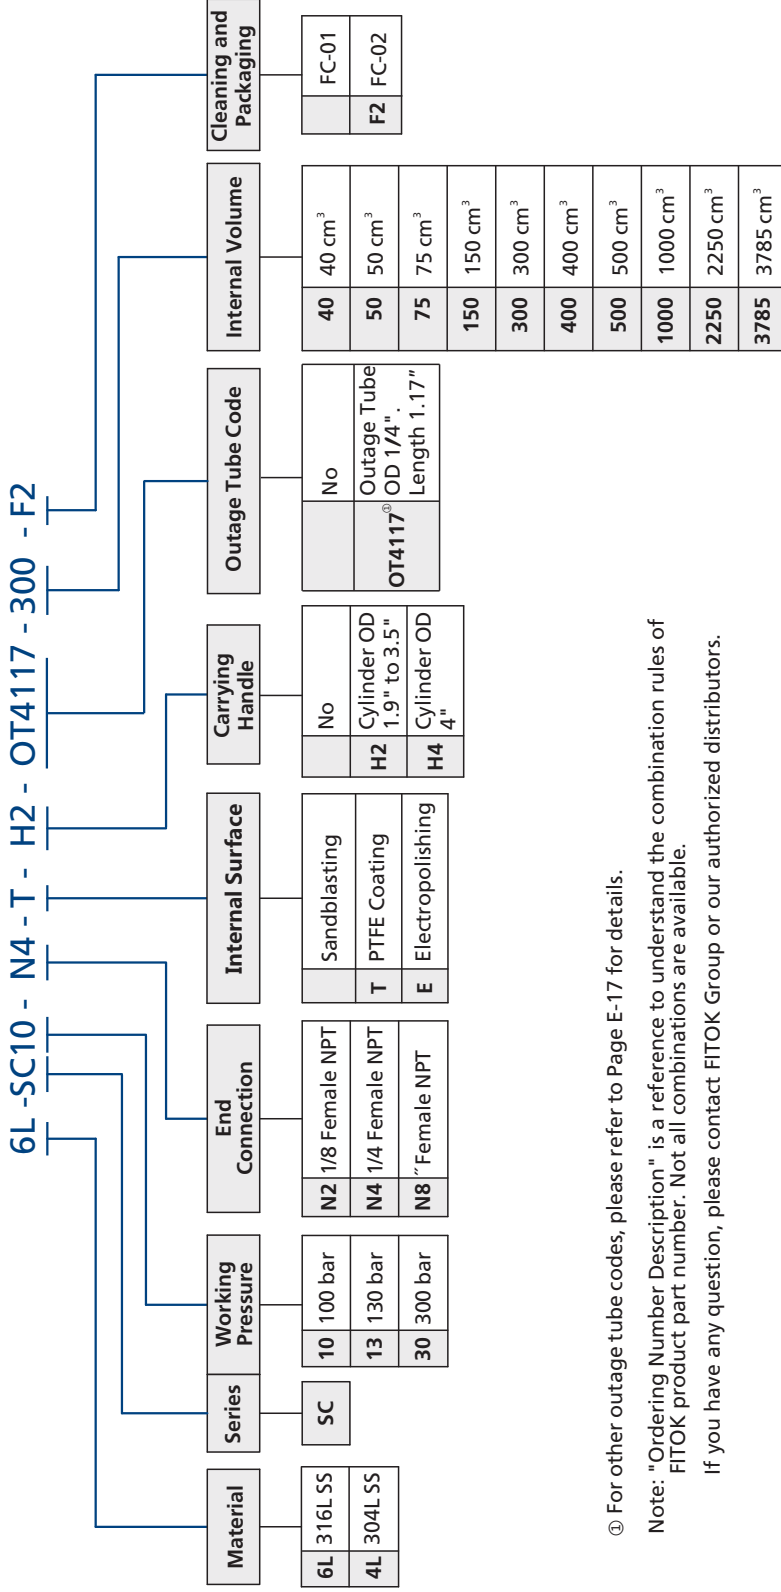 6L -SC10 - N4 - T - H2 - OT4117 - 300 - F2
Material
6L 316L SS
4L 304L SS
Series
SC
Working
Pressure
10 100 bar
13 130 bar
30 300 bar
End
Connection
N2 1/8 Female NPT
N4 1/4 Female NPT
N8 ″Female NPT
Internal Surface
Sandblasting
T PTFE Coating
E Electropolishing
Carrying
Handle
No
H2 Cylinder OD
1.9" to 3.5"
H4 Cylinder OD
4"
Outage Tube Code
No
OT4117① Outage Tube
OD 1/4" .
Length 1.17"
Internal Volume
40 40 cm³
50 50 cm³
75 75 cm³
150 150 cm³
300 300 cm³
400 400 cm³
500 500 cm³
1000 1000 cm³
2250 2250 cm³
3785 3785 cm³
Cleaning and
Packaging
FC-01
F2 FC-02
① For other outage tube codes, please refer to Page E-17 for details.
Note: "Ordering Number Description" is a reference to understand the combination rules of
FITOK product part number. Not all combinations are available.
If you have any question, please contact FITOK Group or our authorized distributors.